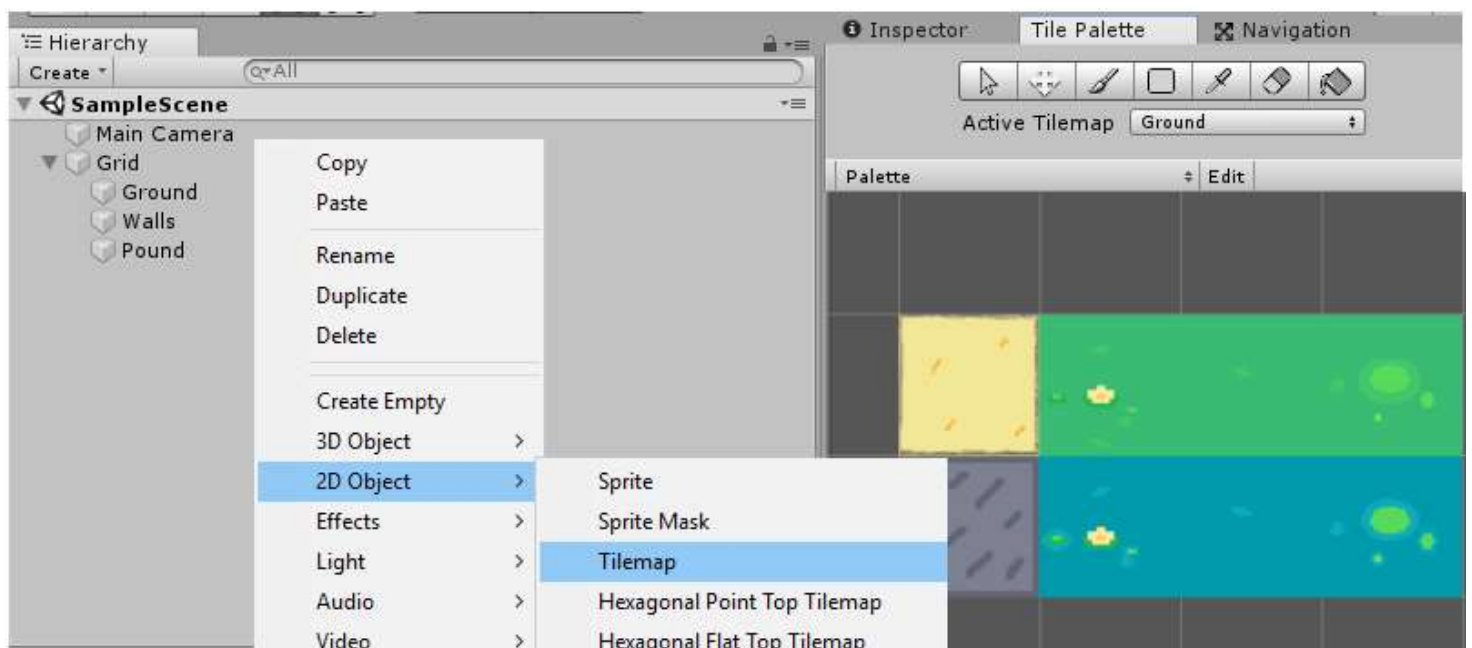 Hierarchy
Create
All
SampleScene
Main Camera
Grid
Ground
Walls
Pound
Copy
Paste
Rename
Duplicate
Delete
Create Empty
3D Object
2D Object
Effects
Light
Audio
Video
Sprite
Sprite Mask
Tilemap
Hexagonal Point Top Tilemap
Hexagonal Flat Top Tilemap
Inspector Tile Palette Navigation
Active Tilemap Ground
Palette Edit